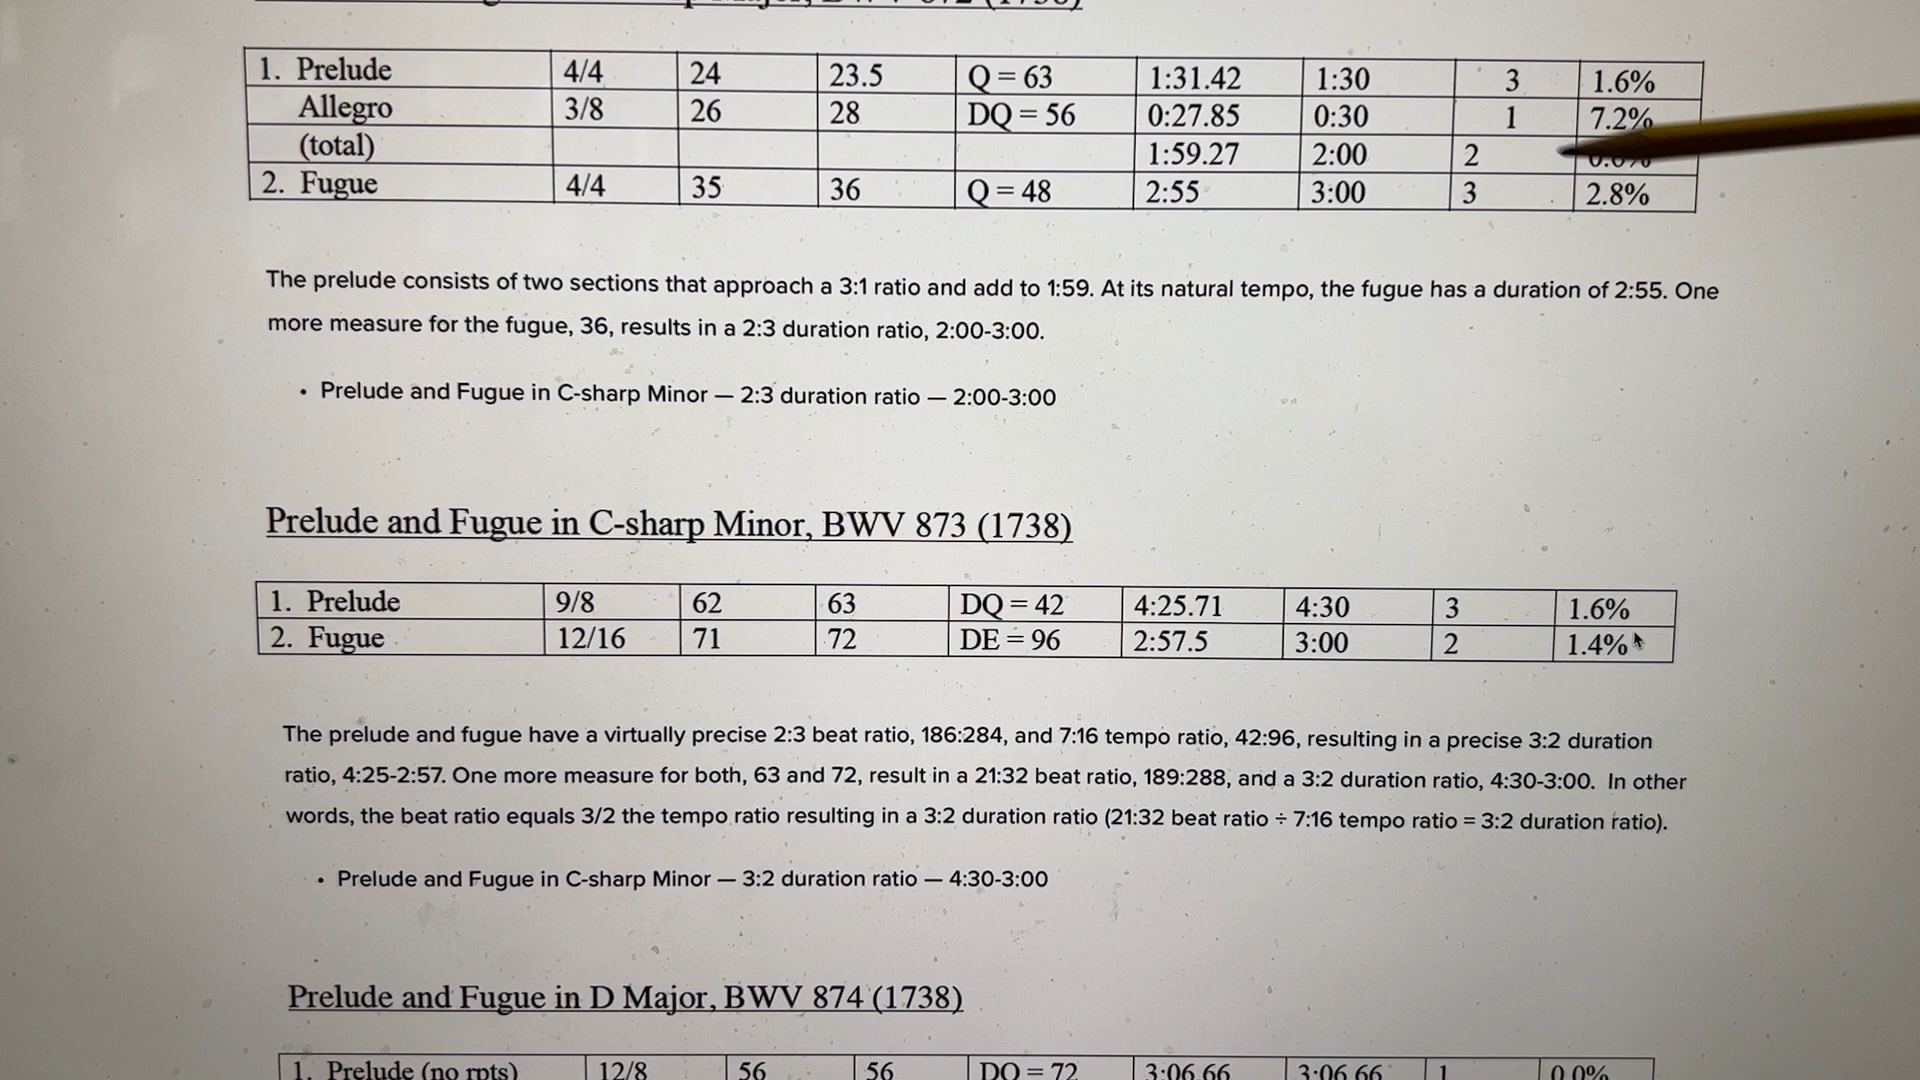 Major, BWV 872 (1738)
1. Prelude 4/4 24 23.5 Q = 63 1:31.42 1:30 3 1.6%
Allegro 3/8 26 28 DQ = 56 0:27.85 0:30 1 7.2%
(total) 1:59.27 2:00 2 0.0%
2. Fugue 4/4 35 36 Q = 48 2:55 3:00 3 2.8%
The prelude consists of two sections that approach a 3:1 ratio and add to 1:59. At its natural tempo, the fugue has a duration of 2:55. One
more measure for the fugue, 36, results in a 2:3 duration ratio, 2:00-3:00.
• Prelude and Fugue in C-sharp Minor — 2:3 duration ratio — 2:00-3:00
Prelude and Fugue in C-sharp Minor, BWV 873 (1738)
1. Prelude 9/8 62 63 DQ = 42 4:25.71 4:30 3 1.6%
2. Fugue 12/16 71 72 DE = 96 2:57.5 3:00 2 1.4%
The prelude and fugue have a virtually precise 2:3 beat ratio, 186:284, and 7:16 tempo ratio, 42:96, resulting in a precise 3:2 duration
ratio, 4:25-2:57. One more measure for both, 63 and 72, result in a 21:32 beat ratio, 189:288, and a 3:2 duration ratio, 4:30-3:00. In other
words, the beat ratio equals 3/2 the tempo ratio resulting in a 3:2 duration ratio (21:32 beat ratio ÷ 7:16 tempo ratio = 3:2 duration ratio).
• Prelude and Fugue in C-sharp Minor — 3:2 duration ratio — 4:30-3:00
Prelude and Fugue in D Major, BWV 874 (1738)
1. Prelude (no rpts) 12/8 56 56 DQ = 72 3:06.66 3:06.66 1 0.0%